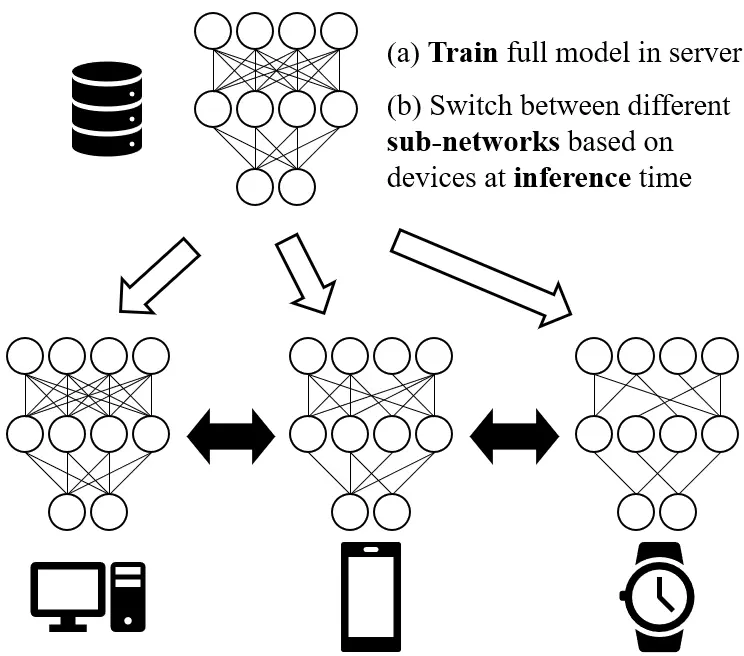 (a) Train full model in server
(b) Switch between different
sub-networks based on
devices at inference time